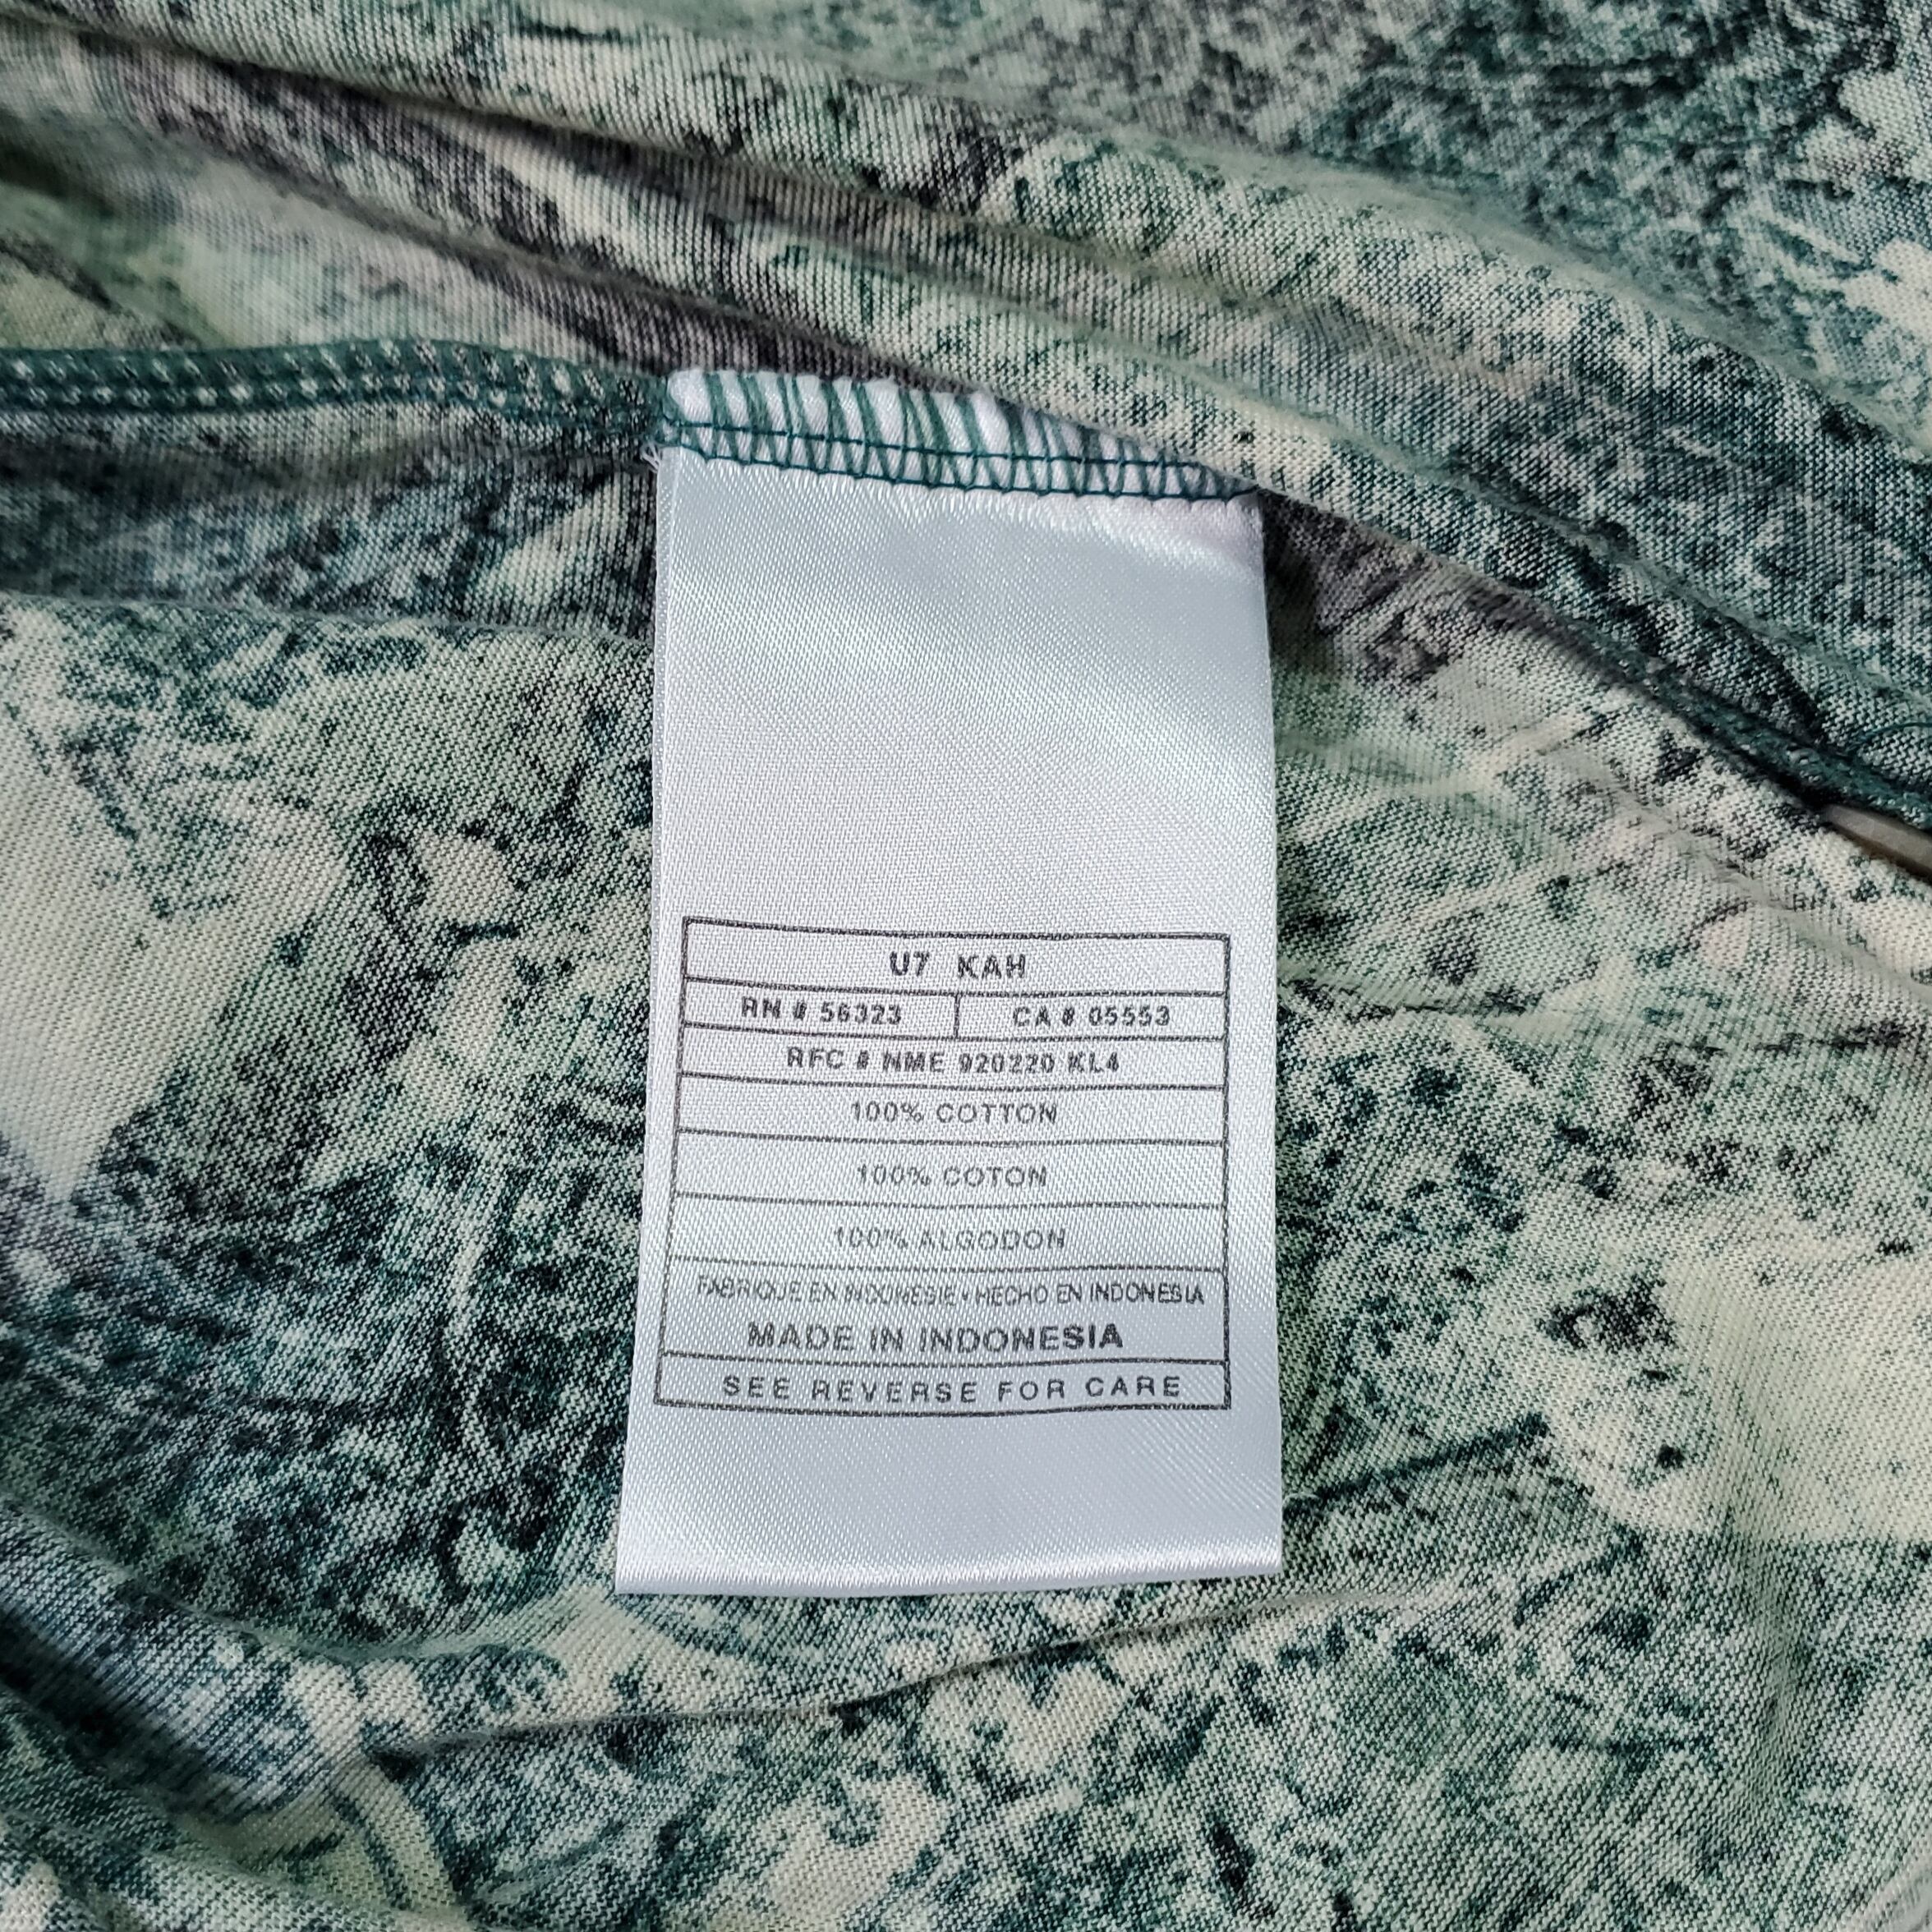 U7 KAH
RN # 56323 CA # 05553
RFC # NME 920220 KL4
100% COTTON
100% COTON
100% ALGODON
FABRIQUE EN INDONESIE • HECHO EN INDONESIA
MADE IN INDONESIA
SEE REVERSE FOR CARE